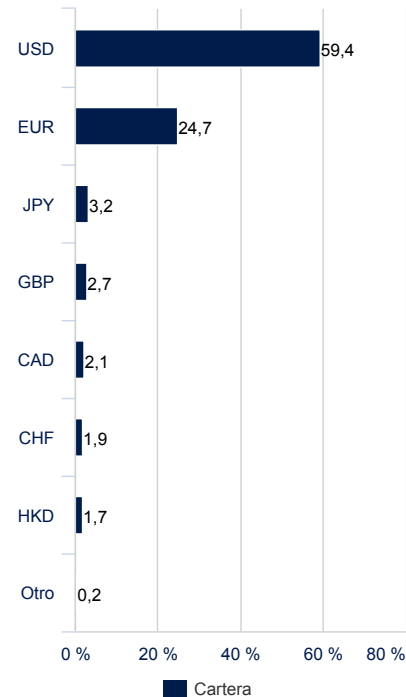 USD 59,4
EUR 24,7
JPY 3,2
GBP 2,7
CAD 2,1
CHF 1,9
HKD 1,7
Otro 0,2
0 % 20 % 40 % 60 % 80 %
Cartera